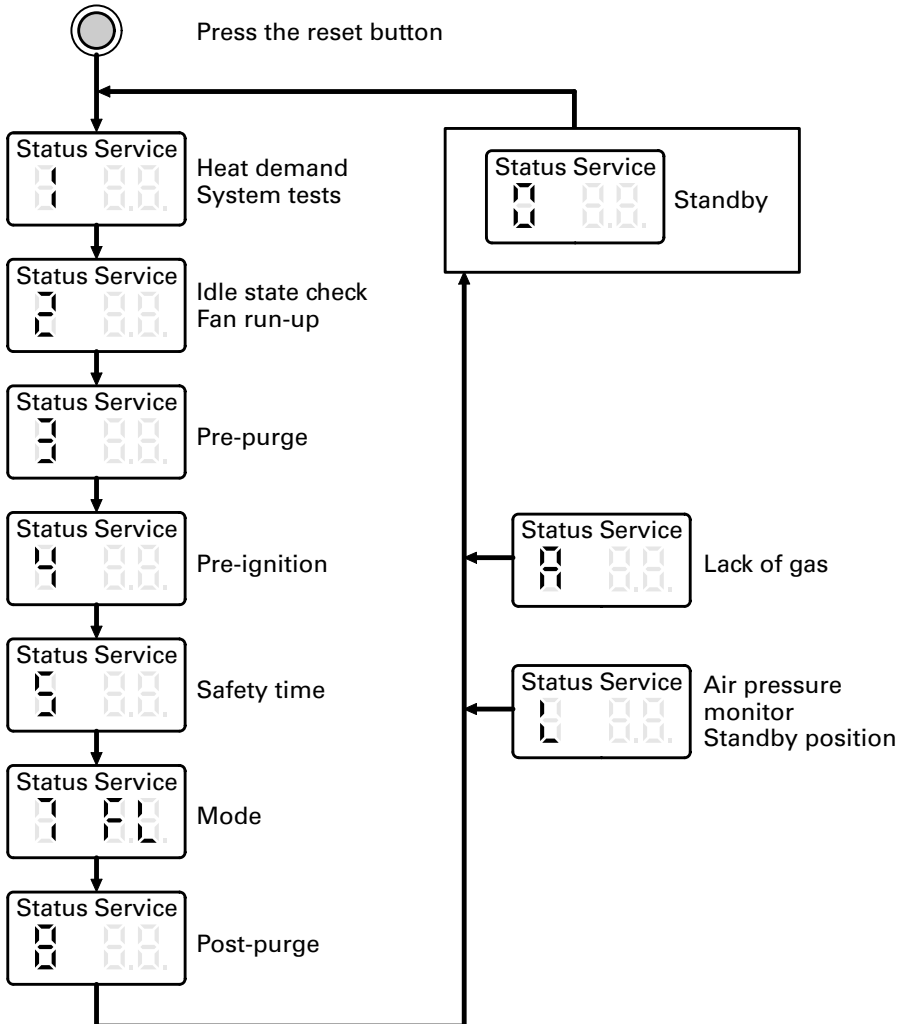 Press the reset button
Status Service
1
Heat demand
System tests
Status Service
2
Idle state check
Fan run-up
Status Service
3
Pre-purge
Status Service
4
Pre-ignition
Status Service
5
Safety time
Status Service
7 FL
Mode
Status Service
8
Post-purge
Status Service
0
Standby
Status Service
A
Lack of gas
Status Service
L
Air pressure
monitor
Standby position